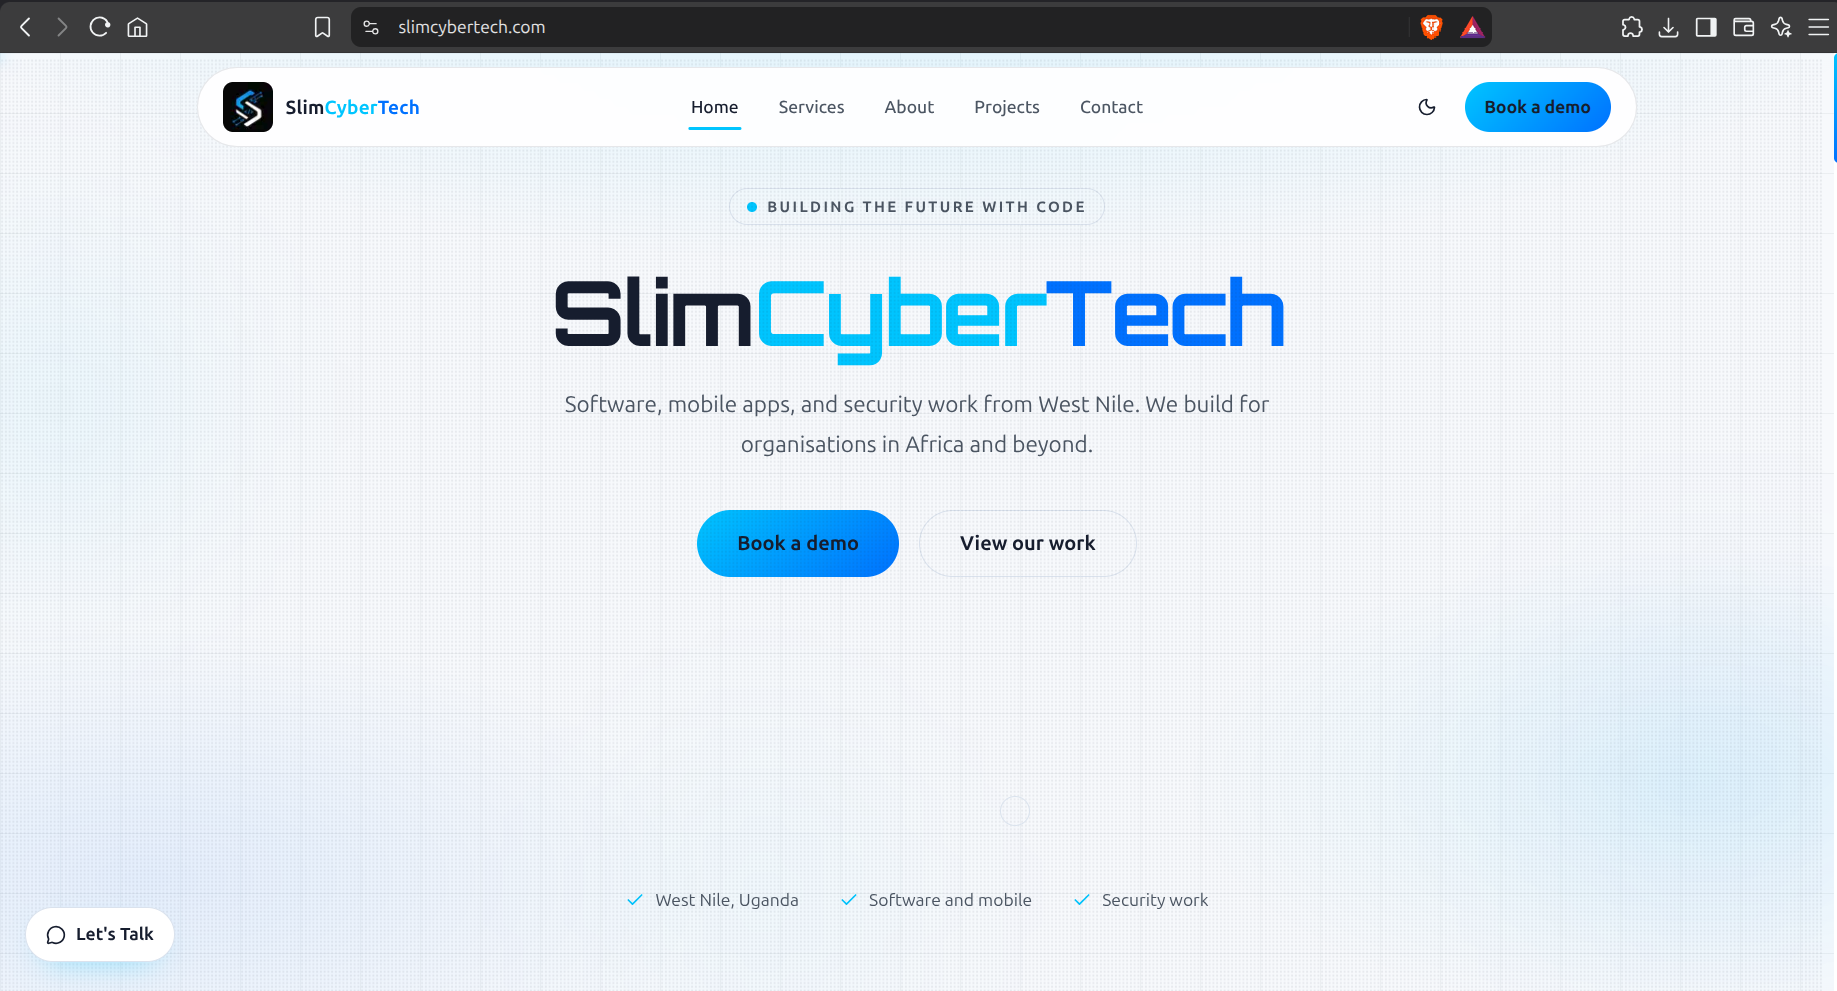 slimcybertech.com
SlimCyberTech
Home
Services
About
Projects
Contact
Book a demo
BUILDING THE FUTURE WITH CODE
SlimCyberTech
Software, mobile apps, and security work from West Nile. We build for
organisations in Africa and beyond.
Book a demo
View our work
West Nile, Uganda
Software and mobile
Security work
Let's Talk